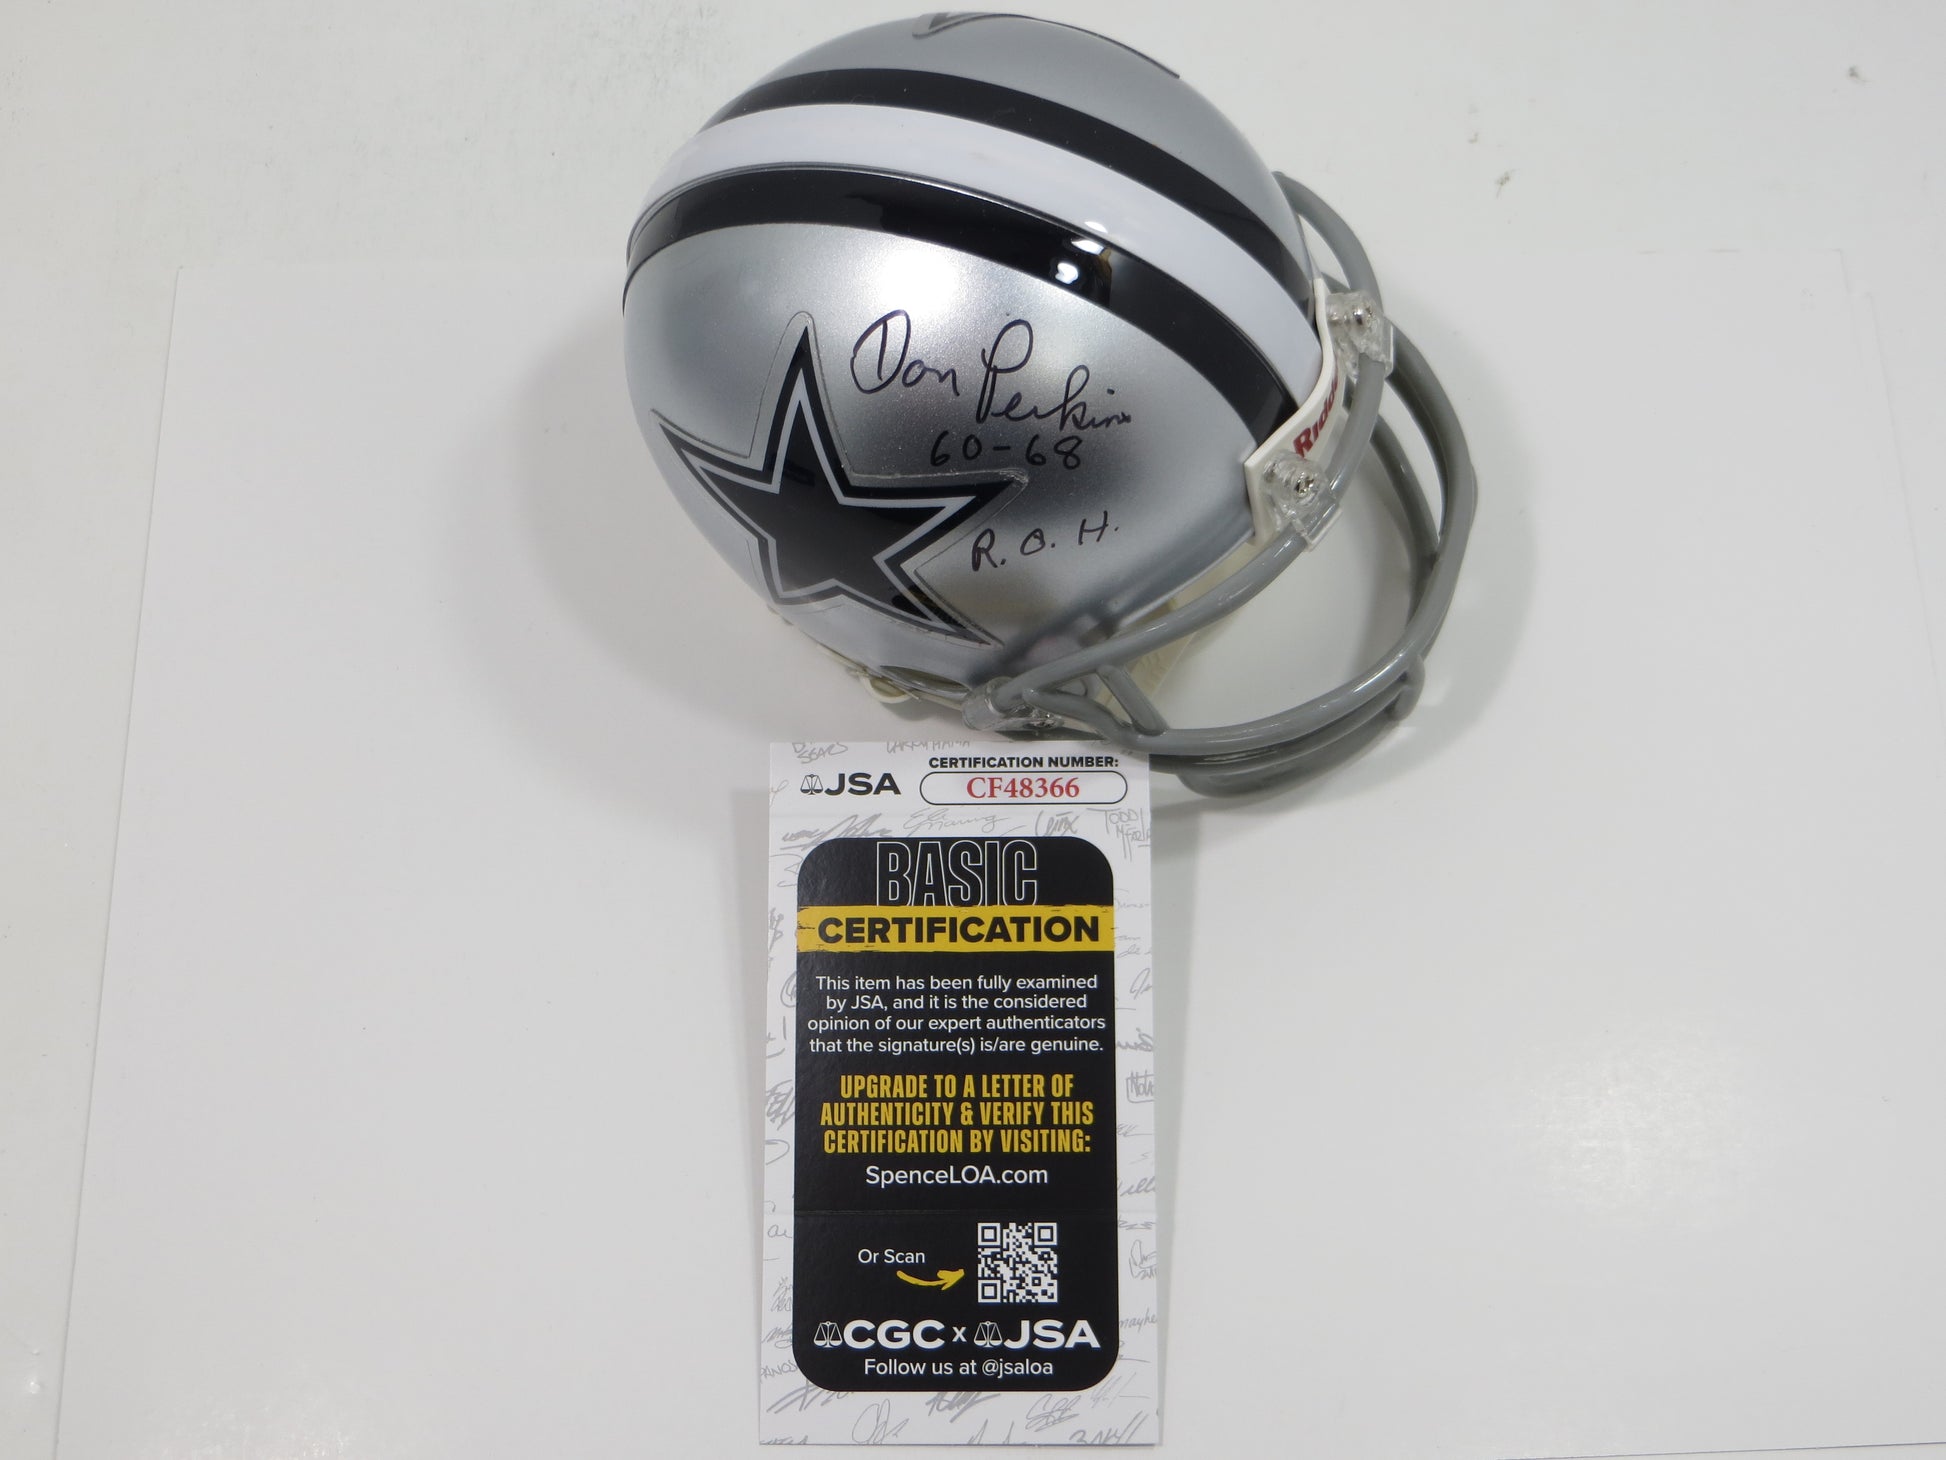 Don Perkins
60-68
R. O. H.
Ridd
JSA
CERTIFICATION NUMBER:
CF48366
BASIC
CERTIFICATION
This item has been fully examined
by JSA, and it is the considered
opinion of our expert authenticators
that the signature(s) is/are genuine.
UPGRADE TO A LETTER OF
AUTHENTICITY & VERIFY THIS
CERTIFICATION BY VISITING:
SpenceLOA.com
Or Scan
CGC x JSA
Follow us at @jsaloa